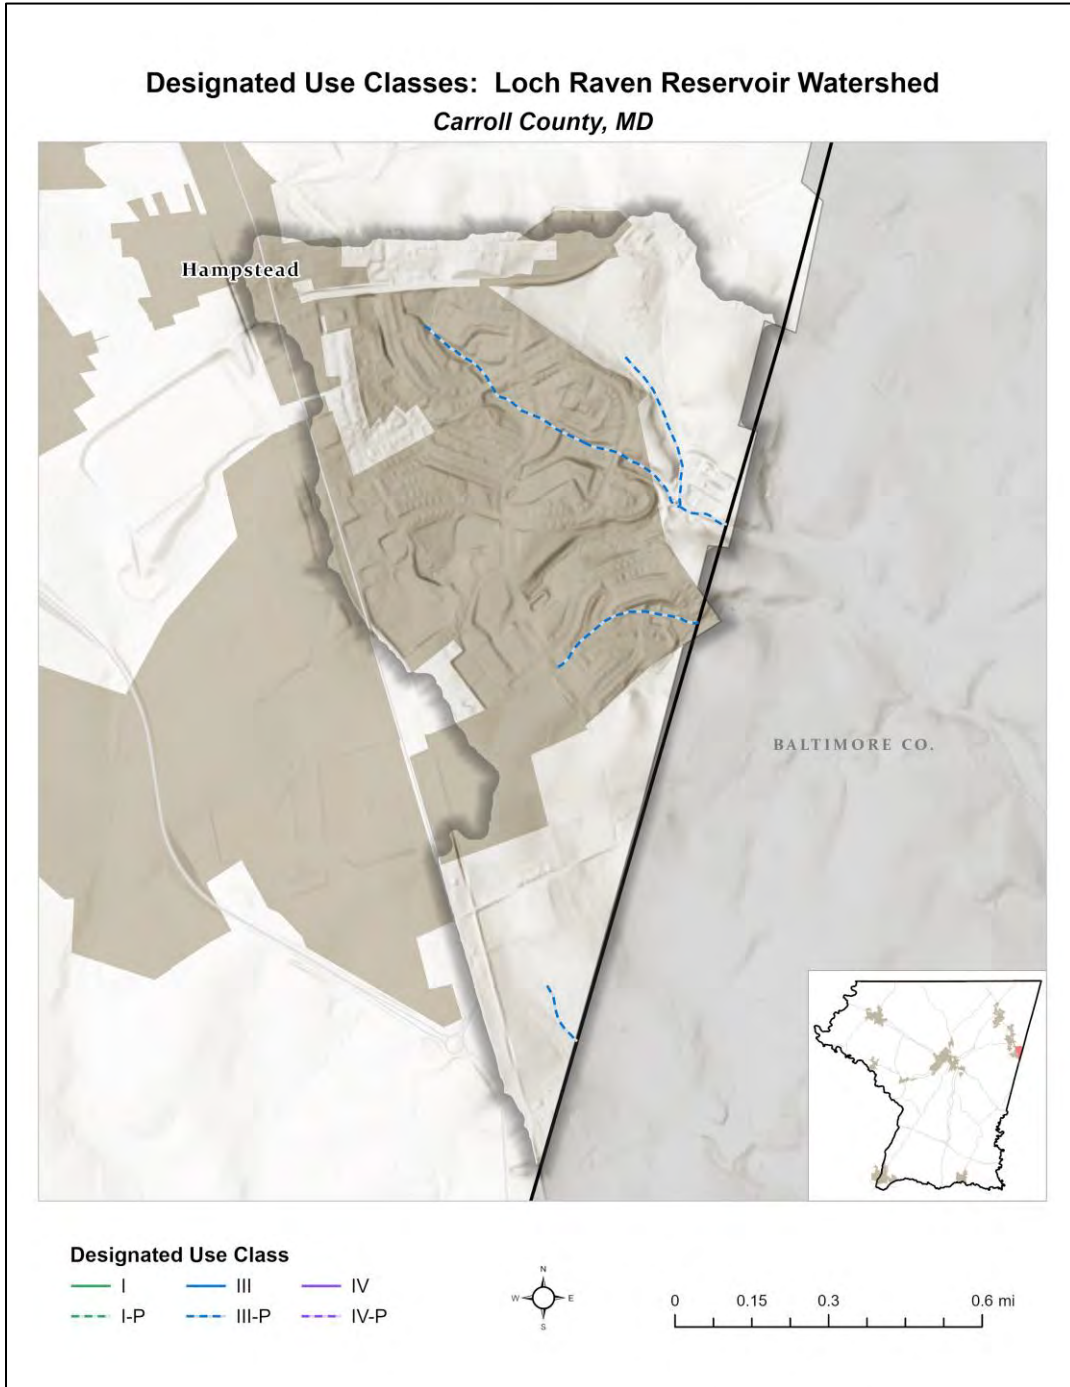 Designated Use Classes: Loch Raven Reservoir Watershed
Carroll County, MD
Hampstead
BALTIMORE CO.
Designated Use Class
I III IV
I-P III-P IV-P
N
W E
S
0 0.15 0.3 0.6 mi